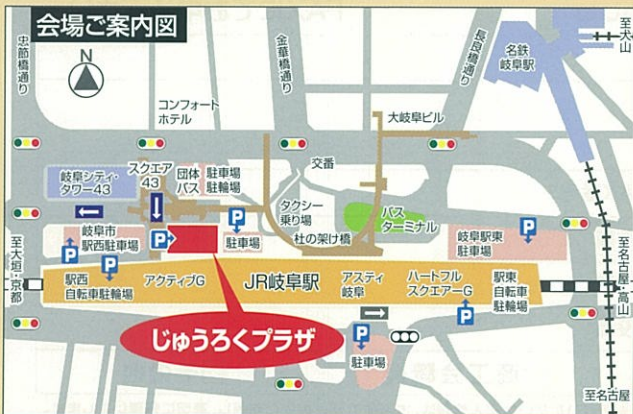 会場ご案内図
N
忠節橋通り
金華橋通り
長良橋通り
至犬山
名鉄
岐阜駅
コンフォート
ホテル
大岐阜ビル
交番
岐阜シティ・
タワー43
スクエア
43
団体
バス
駐車場
駐輪場
タクシー
乗り場
バス
ターミナル
P
岐阜市
駅西駐車場
P
P
P
駐車場
杜の架け橋
岐阜駅東
駐車場
P
至大垣・京都
P
駅西
自転車駐輪場
アクティブG
JR岐阜駅
アスティ
岐阜
ハートフル
スクエアーG
P
駅東
自転車
駐輪場
至名古屋・高山
じゅうろくプラザ
P
駐車場
至名古屋